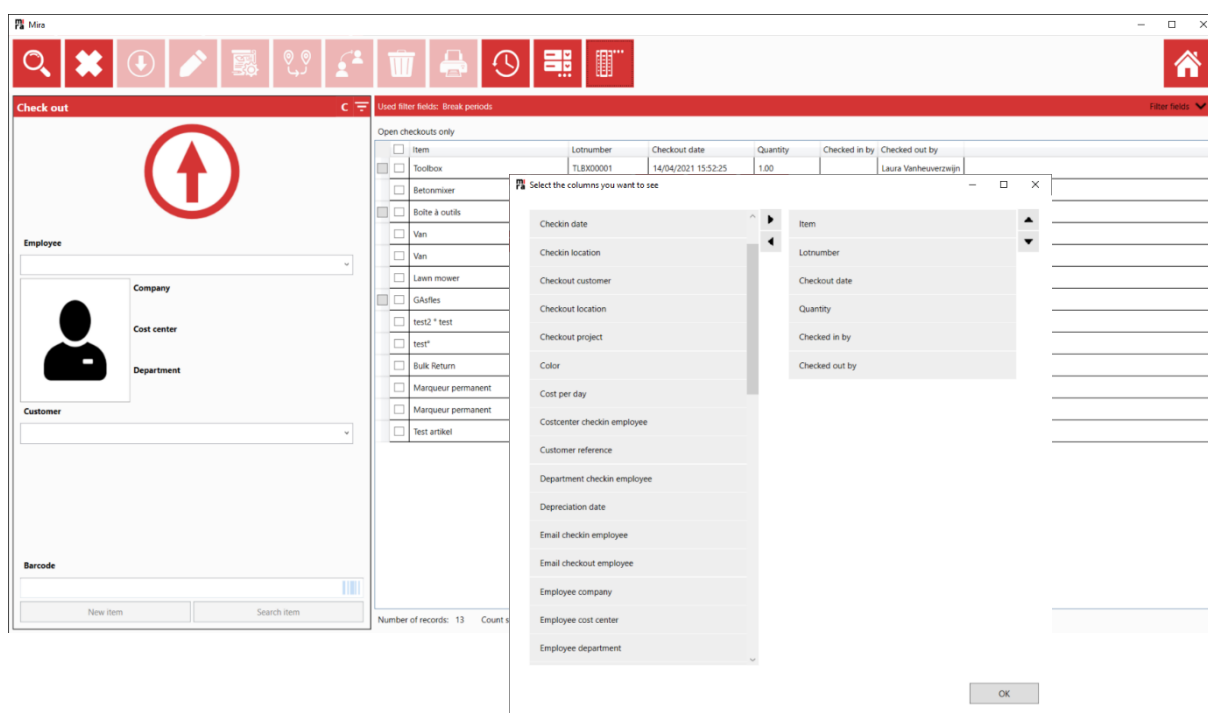 Mira
Check out
C
Used filter fields: Break periods
Filter fields
Open checkouts only
Item Lotnumber Checkout date Quantity Checked in by Checked out by
Toolbox TLBX00001 14/04/2021 15:52:25 1.00 Laura Vanheuverzwijn
Betonmixer
Boîte à outils
Van
Van
Lawn mower
GAsfles
test2 * test
test*
Bulk Return
Marqueur permanent
Marqueur permanent
Test artikel
Employee
Company
Cost center
Department
Customer
Barcode
New item Search item
Number of records: 13 Count s
Select the columns you want to see
Checkin date
Checkin location
Checkout customer
Checkout location
Checkout project
Color
Cost per day
Costcenter checkin employee
Customer reference
Department checkin employee
Depreciation date
Email checkin employee
Email checkout employee
Employee company
Employee cost center
Employee department
Item
Lotnumber
Checkout date
Quantity
Checked in by
Checked out by
OK